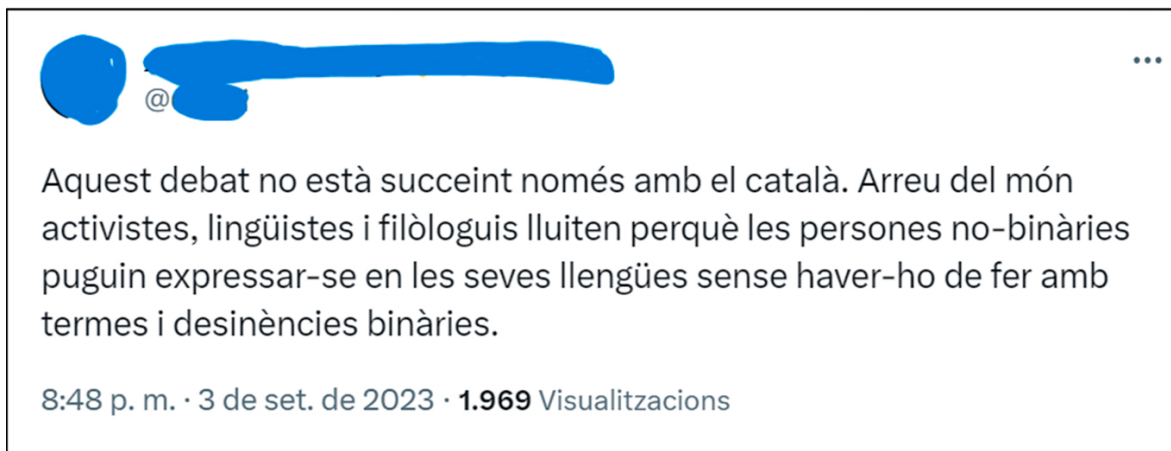 @
Aquest debat no està succeint només amb el català. Arreu del món
activistes, lingüistes i filòloguis lluiten perquè les persones no-binàries
puguin expressar-se en les seves llengües sense haver-ho de fer amb
termes i desinències binàries.
8:48 p. m. · 3 de set. de 2023 · 1.969 Visualitzacions